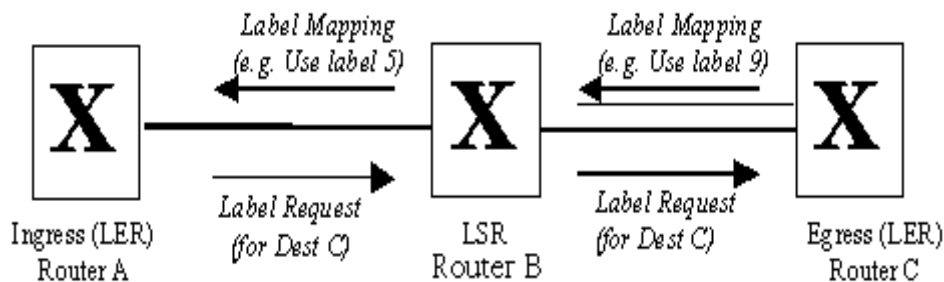 Label Mapping
(e.g. Use label 5)
Label Mapping
(e.g. Use label 9)
X
X
X
Label Request
(for Dest C)
Label Request
(for Dest C)
Ingress (LER)
Router A
LSR
Router B
Egress (LER)
Router C